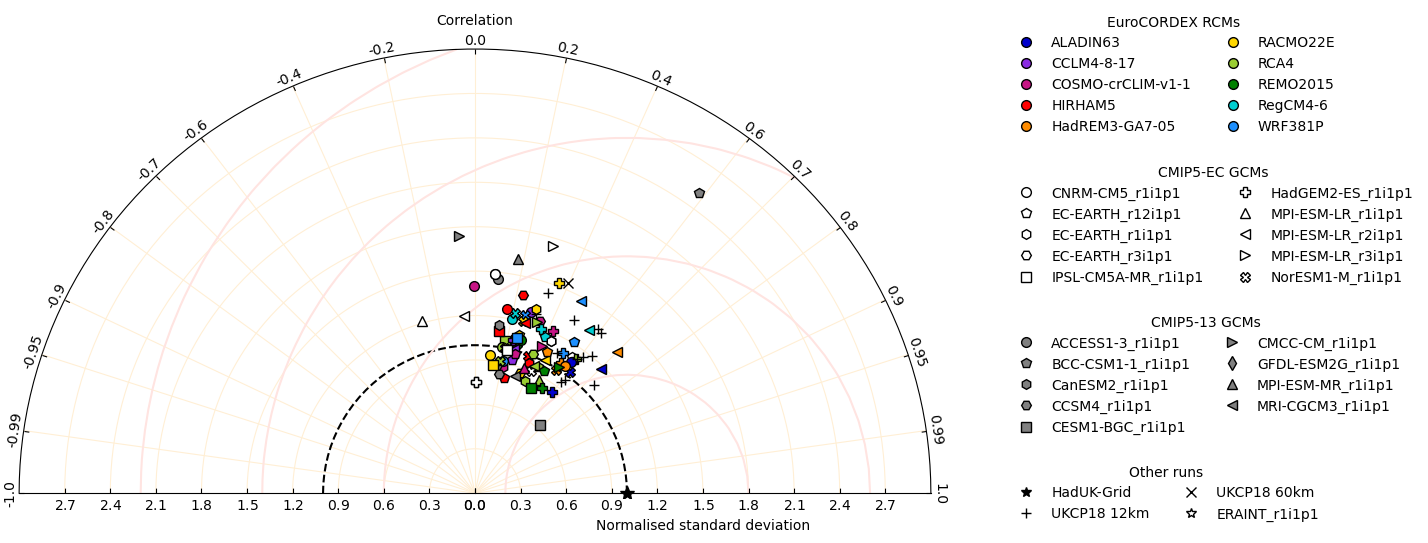 Correlation
0.0
-0.2
0.2
-0.4
0.4
-0.6
0.6
-0.7
0.7
-0.8
0.8
-0.9
0.9
-0.95
0.95
-0.99
0.99
-1.0
1.0
2.7 2.4 2.1 1.8 1.5 1.2 0.9 0.6 0.3 0.0 0.3 0.6 0.9 1.2 1.5 1.8 2.1 2.4 2.7
Normalised standard deviation
EuroCORDEX RCMs
ALADIN63 RACMO22E
CCLM4-8-17 RCA4
COSMO-crCLIM-v1-1 REMO2015
HIRHAM5 RegCM4-6
HadREM3-GA7-05 WRF381P
CMIP5-EC GCMs
CNRM-CM5_r1i1p1 HadGEM2-ES_r1i1p1
EC-EARTH_r12i1p1 MPI-ESM-LR_r1i1p1
EC-EARTH_r1i1p1 MPI-ESM-LR_r2i1p1
EC-EARTH_r3i1p1 MPI-ESM-LR_r3i1p1
IPSL-CM5A-MR_r1i1p1 NorESM1-M_r1i1p1
CMIP5-13 GCMs
ACCESS1-3_r1i1p1 CMCC-CM_r1i1p1
BCC-CSM1-1_r1i1p1 GFDL-ESM2G_r1i1p1
CanESM2_r1i1p1 MPI-ESM-MR_r1i1p1
CCSM4_r1i1p1 MRI-CGCM3_r1i1p1
CESM1-BGC_r1i1p1
Other runs
HadUK-Grid UKCP18 60km
UKCP18 12km ERAINT_r1i1p1